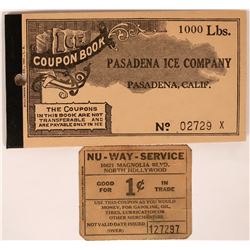 ICE
COUPON BOOK
1000 Lbs.
PASADENA ICE COMPANY
PASADENA, CALIF.
THE COUPONS
IN THIS BOOK ARE NOT
TRANSFERABLE AND
ARE PAYABLE ONLY IN ICE
No 02729 X
NU-WAY-SERVICE
10621 MAGNOLIA BLVD.
NORTH HOLLYWOOD
GOOD FOR 1¢ IN TRADE
USE THIS COUPON AS YOU WOULD
MONEY, FOR GASOLINE, OIL,
TIRES, LUBRICATION OR
OTHER MERCHANDISE
NOT VALID DATE ISSUED
(OVER) 127297